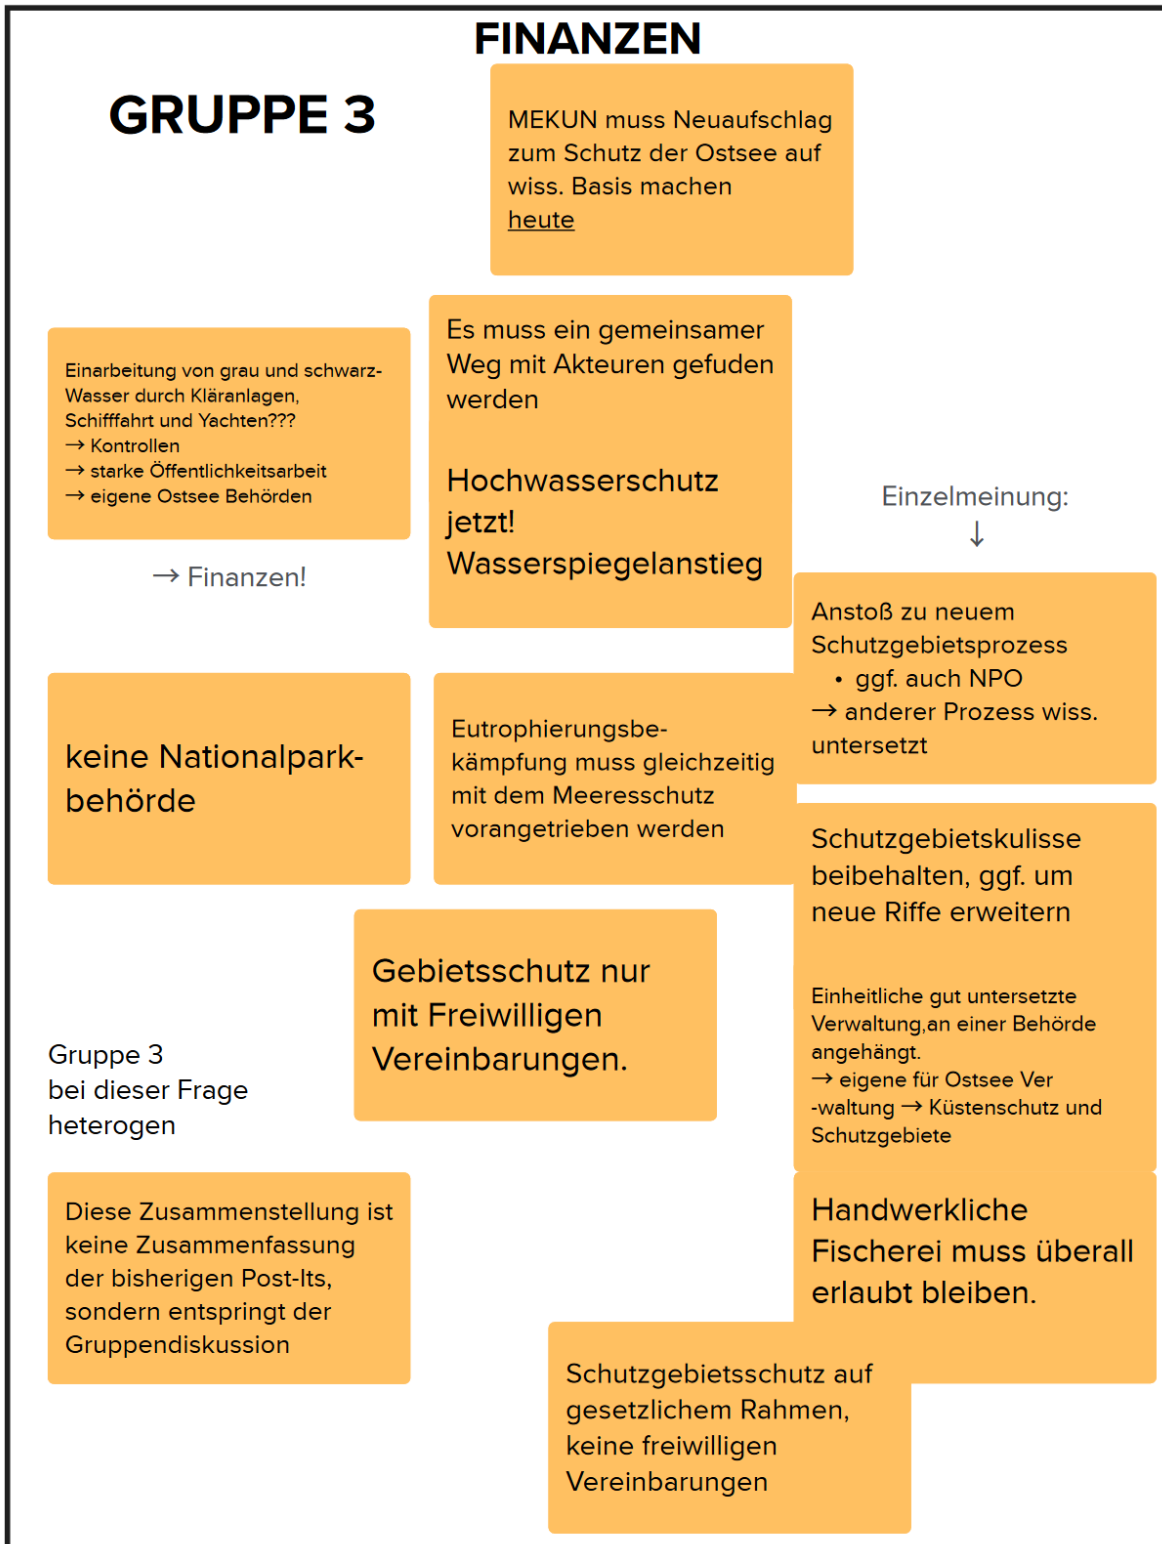 FINANZEN
GRUPPE 3
MEKUN muss Neuaufschlag
zum Schutz der Ostsee auf
wiss. Basis machen
heute
Einarbeitung von grau und schwarz-
Wasser durch Kläranlagen,
Schifffahrt und Yachten???
→ Kontrollen
→ starke Öffentlichkeitsarbeit
→ eigene Ostsee Behörden
→ Finanzen!
Es muss ein gemeinsamer
Weg mit Akteuren gefuden
werden
Hochwasserschutz
jetzt!
Wasserspiegelanstieg
Einzelmeinung:
↓
Anstoß zu neuem
Schutzgebietsprozess
• ggf. auch NPO
→ anderer Prozess wiss.
untersetzt
keine Nationalpark-
behörde
Eutrophierungsbe-
kämpfung muss gleichzeitig
mit dem Meeresschutz
vorangetrieben werden
Schutzgebietskulisse
beibehalten, ggf. um
neue Riffe erweitern
Einheitliche gut untersetzte
Verwaltung,an einer Behörde
angehängt.
→ eigene für Ostsee Ver
-waltung → Küstenschutz und
Schutzgebiete
Gebietsschutz nur
mit Freiwilligen
Vereinbarungen.
Gruppe 3
bei dieser Frage
heterogen
Diese Zusammenstellung ist
keine Zusammenfassung
der bisherigen Post-Its,
sondern entspringt der
Gruppendiskussion
Handwerkliche
Fischerei muss überall
erlaubt bleiben.
Schutzgebietsschutz auf
gesetzlichem Rahmen,
keine freiwilligen
Vereinbarungen